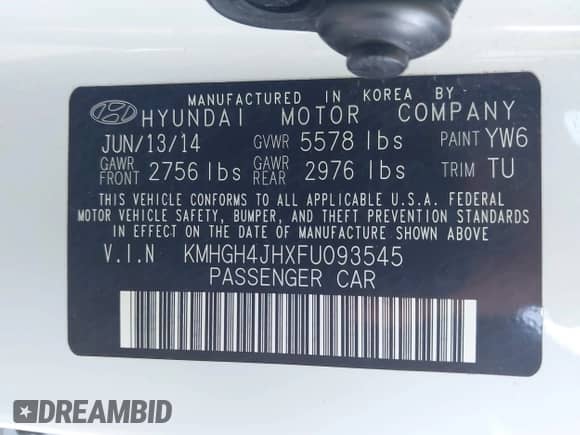 MANUFACTURED IN KOREA BY
HYUNDAI MOTOR COMPANY
JUN/13/14 GVWR 5578 lbs PAINT YW6
GAWR FRONT 2756 lbs GAWR REAR 2976 lbs TRIM TU
THIS VEHICLE CONFORMS TO ALL APPLICABLE U.S.A. FEDERAL
MOTOR VEHICLE SAFETY, BUMPER, AND THEFT PREVENTION STANDARDS
IN EFFECT ON THE DATE OF MANUFACTURE SHOWN ABOVE.
V.I.N KMHGH4JHXFU093545
PASSENGER CAR
DREAMBID